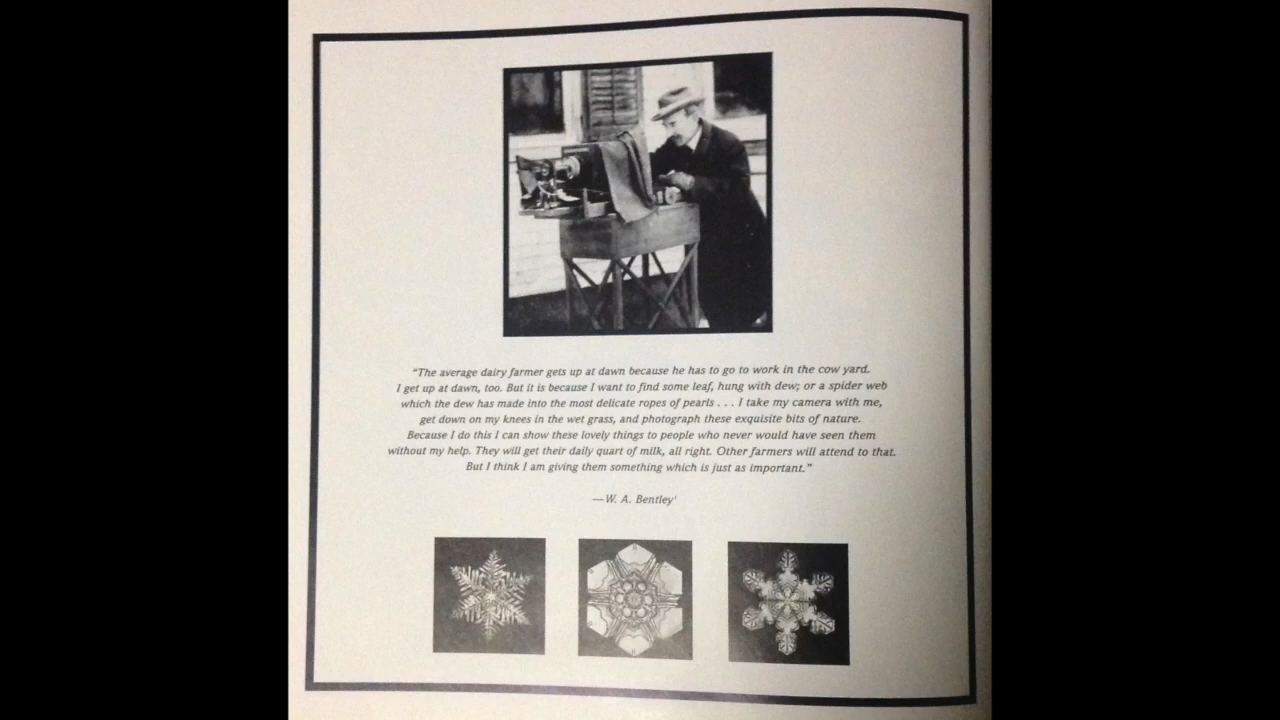 “The average dairy farmer gets up at dawn because he has to go to work in the cow yard.
I get up at dawn, too. But it is because I want to find some leaf, hung with dew; or a spider web
which the dew has made into the most delicate ropes of pearls . . . I take my camera with me,
get down on my knees in the wet grass, and photograph these exquisite bits of nature.
Because I do this I can show these lovely things to people who never would have seen them
without my help. They will get their daily quart of milk, all right. Other farmers will attend to that.
But I think I am giving them something which is just as important.”
—W. A. Bentley¹